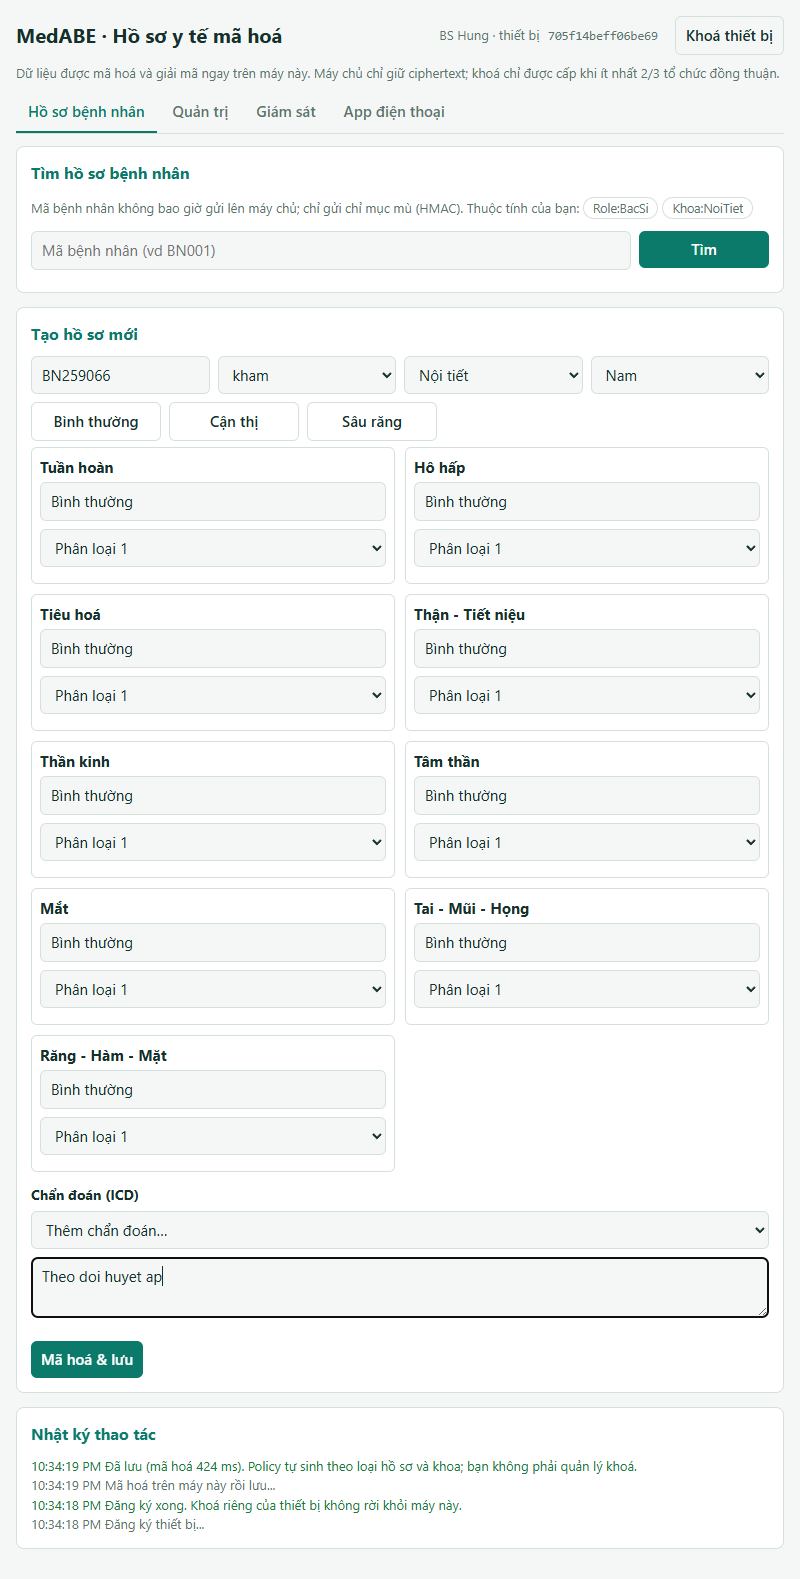 MedABE · Hồ sơ y tế mã hoá
BS Hung · thiết bị 705f14beff06be69
Khoá thiết bị
Dữ liệu được mã hoá và giải mã ngay trên máy này. Máy chủ chỉ giữ ciphertext; khoá chỉ được cấp khi ít nhất 2/3 tổ chức đồng thuận.
Hồ sơ bệnh nhân Quản trị Giám sát App điện thoại
Tìm hồ sơ bệnh nhân
Mã bệnh nhân không bao giờ gửi lên máy chủ; chỉ gửi chỉ mục mù (HMAC). Thuộc tính của bạn: Role:BacSi Khoa:NoiTiet
Mã bệnh nhân (vd BN001) Tìm
Tạo hồ sơ mới
BN259066 kham Nội tiết Nam
Bình thường Cận thị Sâu răng
Tuần hoàn
Bình thường
Phân loại 1
Hô hấp
Bình thường
Phân loại 1
Tiêu hoá
Bình thường
Phân loại 1
Thận - Tiết niệu
Bình thường
Phân loại 1
Thần kinh
Bình thường
Phân loại 1
Tâm thần
Bình thường
Phân loại 1
Mắt
Bình thường
Phân loại 1
Tai - Mũi - Họng
Bình thường
Phân loại 1
Răng - Hàm - Mặt
Bình thường
Phân loại 1
Chẩn đoán (ICD)
Thêm chẩn đoán...
Theo doi huyet ap
Mã hoá & lưu
Nhật ký thao tác
10:34:19 PM Đã lưu (mã hoá 424 ms). Policy tự sinh theo loại hồ sơ và khoa; bạn không phải quản lý khoá.
10:34:19 PM Mã hoá trên máy này rồi lưu...
10:34:18 PM Đăng ký xong. Khoá riêng của thiết bị không rời khỏi máy này.
10:34:18 PM Đăng ký thiết bị...